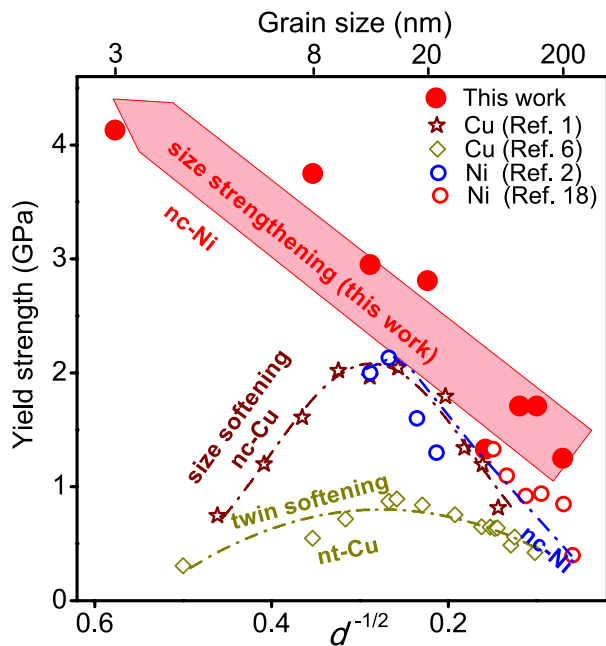 Grain size (nm)
3 8 20 200
This work
Cu (Ref. 1)
Cu (Ref. 6)
Ni (Ref. 2)
Ni (Ref. 18)
size strengthening (this work)
nc-Ni
size softening
nc-Cu
twin softening
nt-Cu
nc Ni
Yield strength (GPa)
4
3
2
1
0
0.6 0.4 0.2
d^-1/2